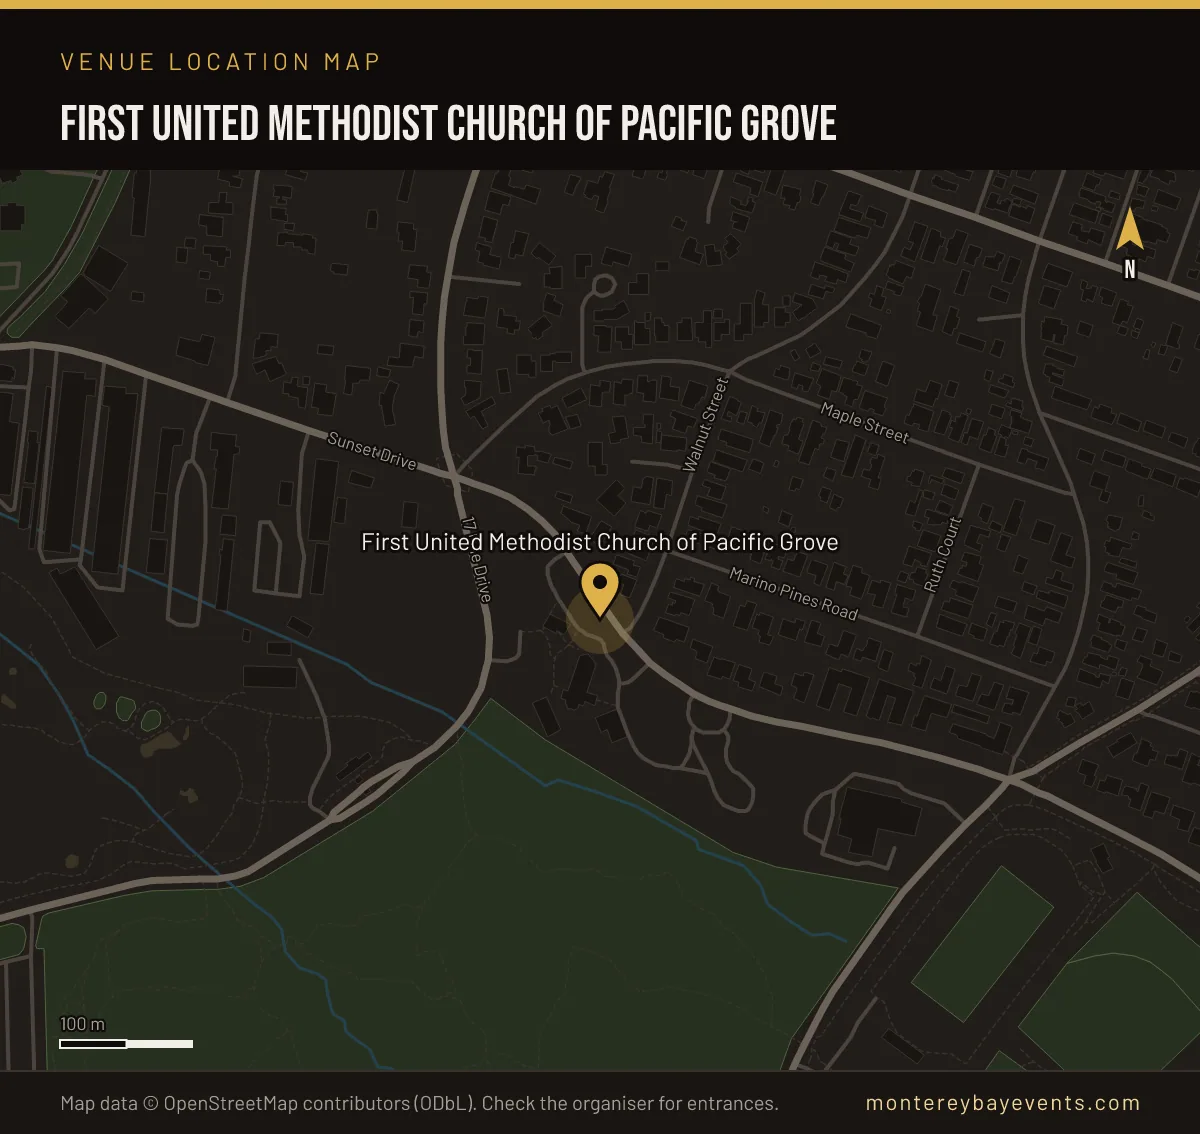 VENUE LOCATION MAP
FIRST UNITED METHODIST CHURCH OF PACIFIC GROVE
N
Maple Street
Walnut Street
Sunset Drive
17
e Drive
First United Methodist Church of Pacific Grove
Ruth Court
Marino Pines Road
100 m
Map data © OpenStreetMap contributors (ODbL). Check the organiser for entrances.
montereybayevents.com